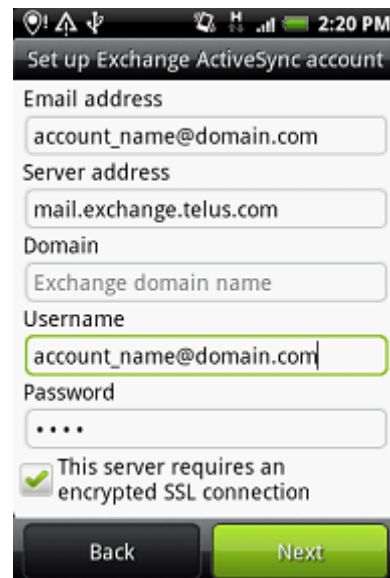 H 2:20 PM
Set up Exchange ActiveSync account
Email address
account_name@domain.com
Server address
mail.exchange.telus.com
Domain
Exchange domain name
Username
account_name@domain.com
Password
••••
This server requires an
encrypted SSL connection
Back Next